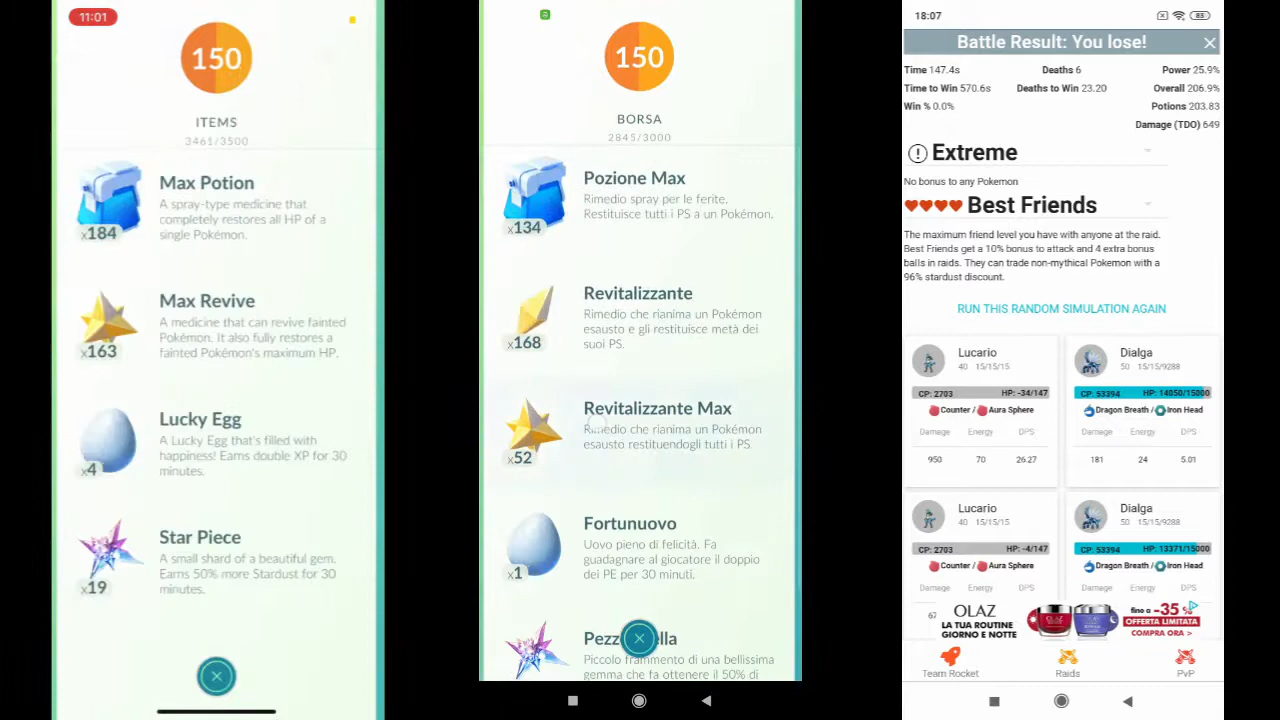 11:01
150
ITEMS
3461/3500
Max Potion
A spray-type medicine that
completely restores all HP of a
single Pokémon.
x184
Max Revive
A medicine that can revive fainted
Pokémon. It also fully restores a
fainted Pokémon's maximum HP.
x163
Lucky Egg
A Lucky Egg that's filled with
happiness! Earns double XP for 30
minutes.
x4
Star Piece
A small shard of a beautiful gem.
Earns 50% more Stardust for 30
minutes.
x19
150
BORSA
2845/3000
Pozione Max
Rimedio spray per le ferite.
Restituisce tutti i PS a un Pokémon.
x134
Revitalizzante
Rimedio che rianima un Pokémon
esausto e gli restituisce metà dei
suoi PS.
x168
Revitalizzante Max
Rimedio che rianima un Pokémon
esausto restituendogli tutti i PS.
x52
Fortunuovo
Uovo pieno di felicità. Fa
guadagnare al giocatore il doppio
dei PE per 30 minuti.
x1
Piccolo frammento di una bellissima
gemma che fa ottenere il 50% di
18:07
83
Battle Result: You lose!
Time 147.4s Deaths 6 Power 25.9%
Time to Win 570.6s Deaths to Win 23.20 Overall 206.9%
Win % 0.0% Potions 203.83
Damage (TDO) 649
Extreme
No bonus to any Pokemon
Best Friends
The maximum friend level you have with anyone at the raid.
Best Friends get a 10% bonus to attack and 4 extra bonus
balls in raids. They can trade non-mythical Pokemon with a
96% stardust discount.
RUN THIS RANDOM SIMULATION AGAIN
Lucario
40 15/15/15
CP: 2703 HP: -34/147
Counter / Aura Sphere
Damage Energy DPS
950 70 26.27
Dialga
50 15/15/9288
CP: 53394 HP: 14050/15000
Dragon Breath / Iron Head
Damage Energy DPS
181 24 5.01
Lucario
40 15/15/15
CP: 2703 HP: -4/147
Counter / Aura Sphere
Damage Energy DPS
67
Dialga
50 15/15/9288
CP: 53394 HP: 13371/15000
Dragon Breath / Iron Head
Damage Energy DPS
OLAZ
LA TUA ROUTINE
GIORNO E NOTTE
fino a -35 %
OFFERTA LIMITATA
COMPRA ORA >
Team Rocket Raids PvP